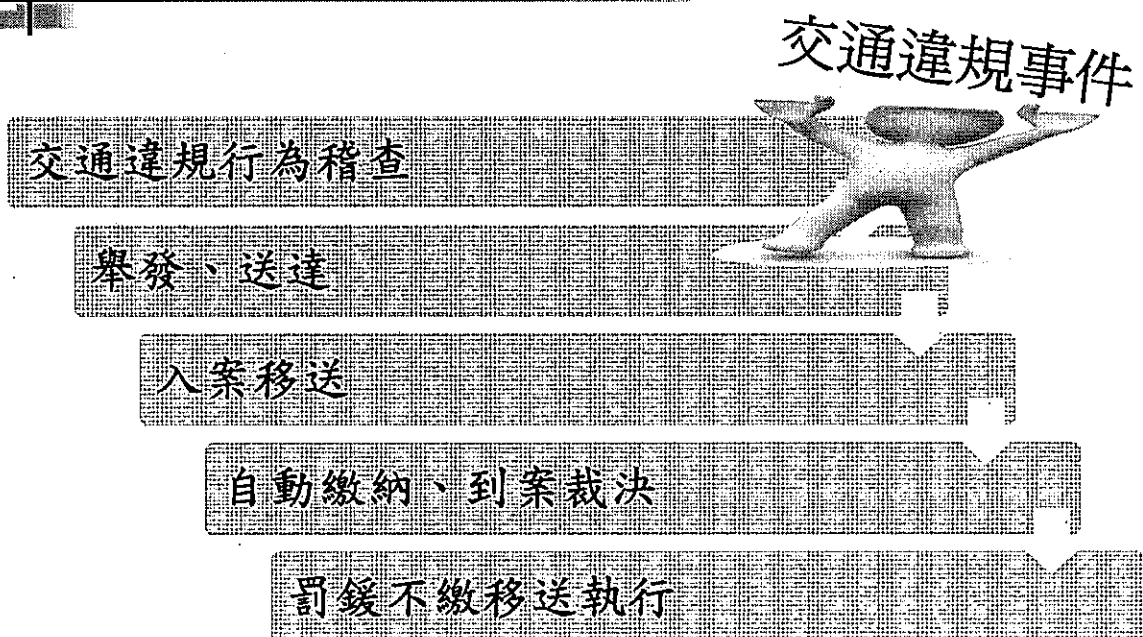 交通違規事件
交通違規行為稽查
舉發、送達
入案移送
自動繳納、到案裁決
罰鍰不繳移送執行